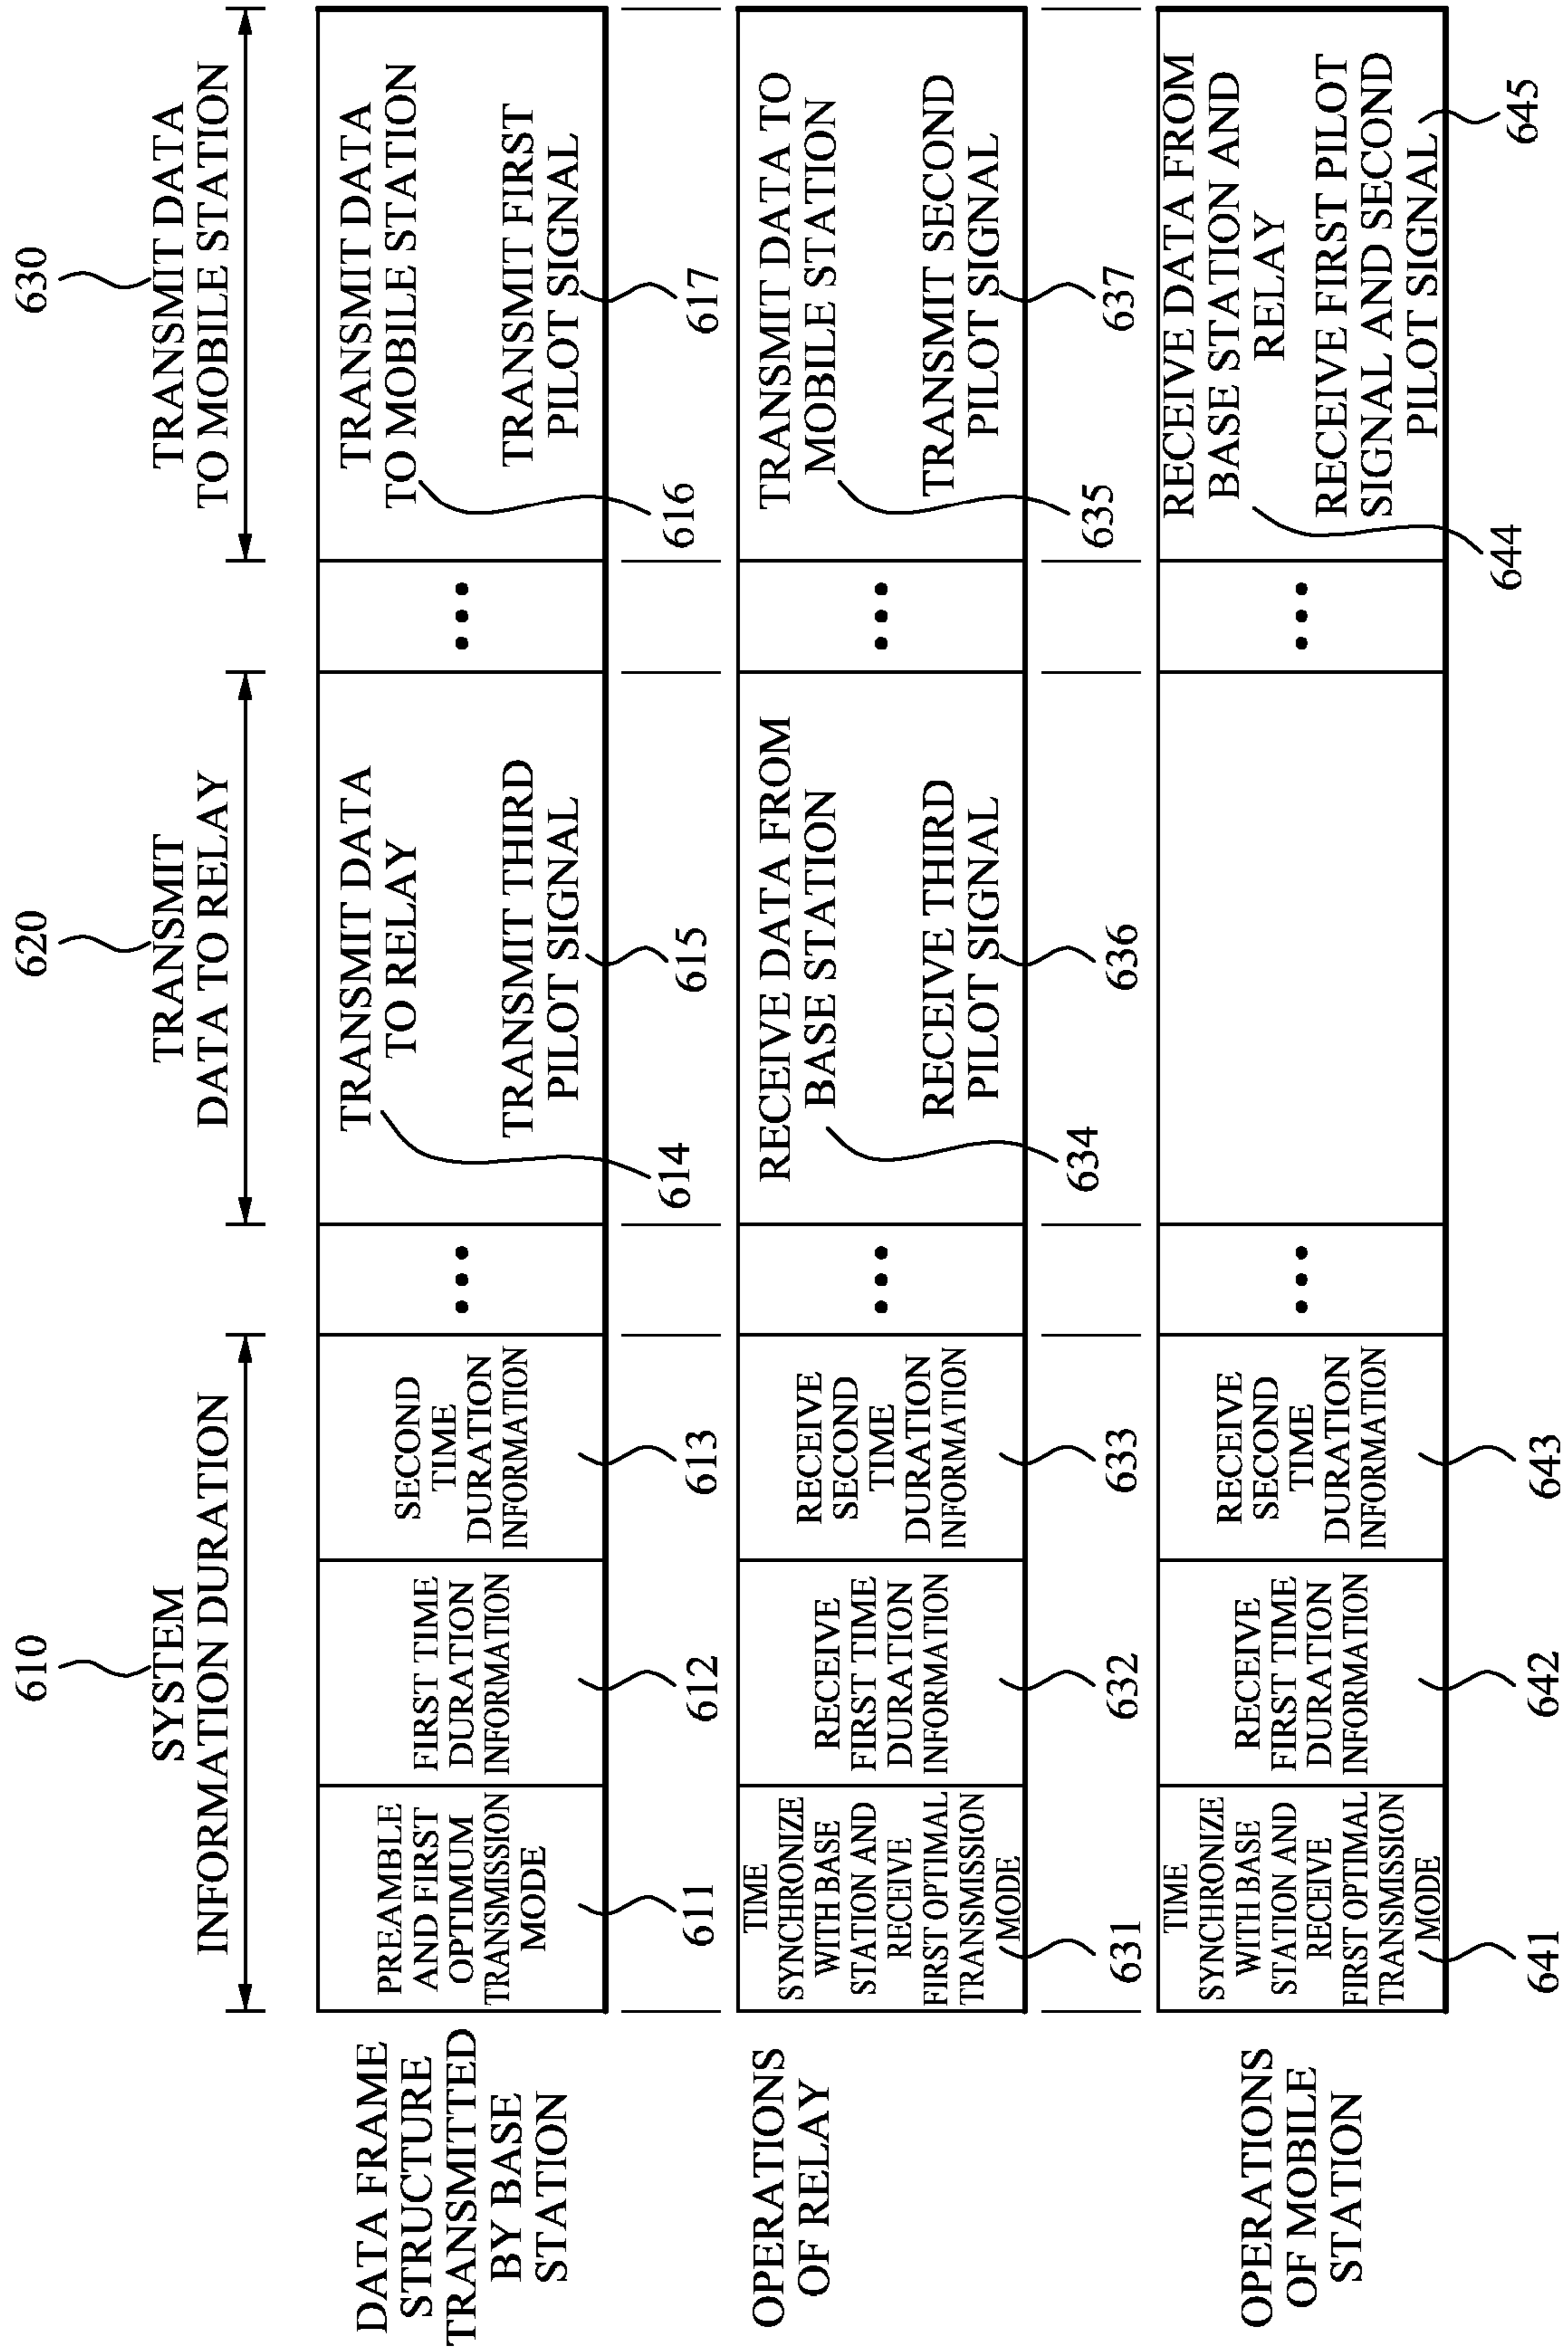 610
SYSTEM
INFORMATION DURATION
620
TRANSMIT
DATA TO RELAY
630
TRANSMIT DATA
TO MOBILE STATION
DATA FRAME
STRUCTURE
TRANSMITTED
BY BASE
STATION
PREAMBLE
AND FIRST
OPTIMUM
TRANSMISSION
MODE
611
FIRST TIME
DURATION
INFORMATION
612
SECOND
TIME
DURATION
INFORMATION
613
•••
TRANSMIT DATA
TO RELAY
614
TRANSMIT THIRD
PILOT SIGNAL
615
•••
TRANSMIT DATA
TO MOBILE STATION
616
TRANSMIT FIRST
PILOT SIGNAL
617
OPERATIONS
OF RELAY
TIME
SYNCHRONIZE
WITH BASE
STATION AND
RECEIVE
FIRST OPTIMAL
TRANSMISSION
MODE
631
RECEIVE
FIRST TIME
DURATION
INFORMATION
632
RECEIVE
SECOND
TIME
DURATION
INFORMATION
633
•••
RECEIVE DATA FROM
BASE STATION
634
RECEIVE THIRD
PILOT SIGNAL
636
•••
TRANSMIT DATA TO
MOBILE STATION
635
TRANSMIT SECOND
PILOT SIGNAL
637
OPERATIONS
OF MOBILE
STATION
TIME
SYNCHRONIZE
WITH BASE
STATION AND
RECEIVE
FIRST OPTIMAL
TRANSMISSION
MODE
641
RECEIVE
FIRST TIME
DURATION
INFORMATION
642
RECEIVE
SECOND
TIME
DURATION
INFORMATION
643
•••
•••
RECEIVE DATA FROM
BASE STATION AND
RELAY
644
RECEIVE FIRST PILOT
SIGNAL AND SECOND
PILOT SIGNAL
645